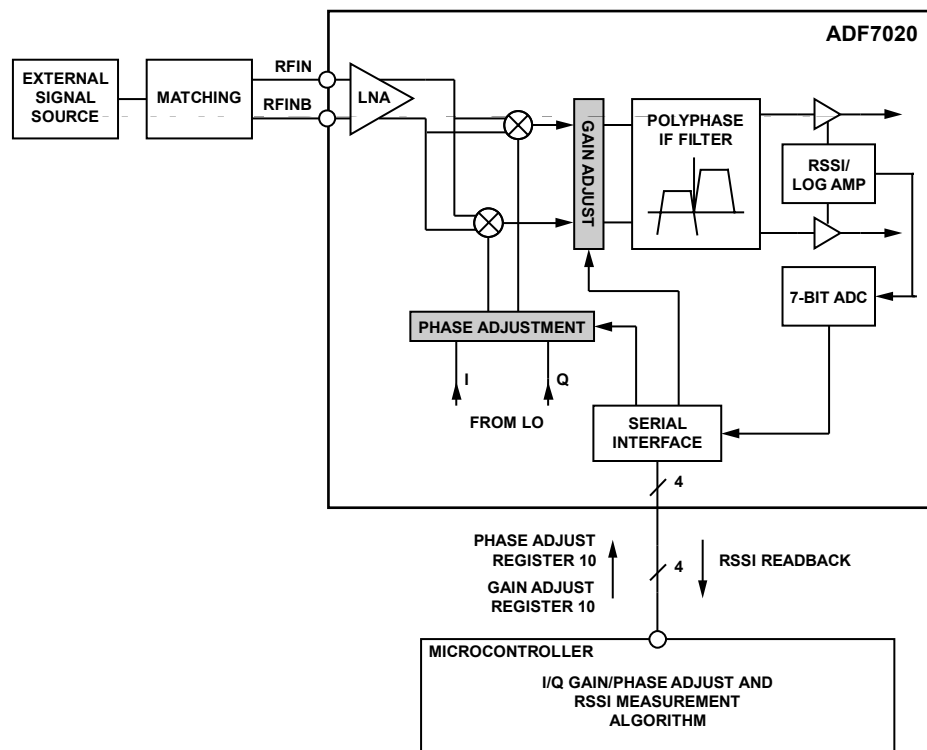 ADF7020
EXTERNAL
SIGNAL
SOURCE
MATCHING
RFIN
RFINB
LNA
GAIN ADJUST
POLYPHASE
IF FILTER
RSSI/
LOG AMP
7-BIT ADC
PHASE ADJUSTMENT
I
Q
FROM LO
SERIAL
INTERFACE
4
PHASE ADJUST
REGISTER 10
GAIN ADJUST
REGISTER 10
4
RSSI READBACK
MICROCONTROLLER
I/Q GAIN/PHASE ADJUST AND
RSSI MEASUREMENT
ALGORITHM